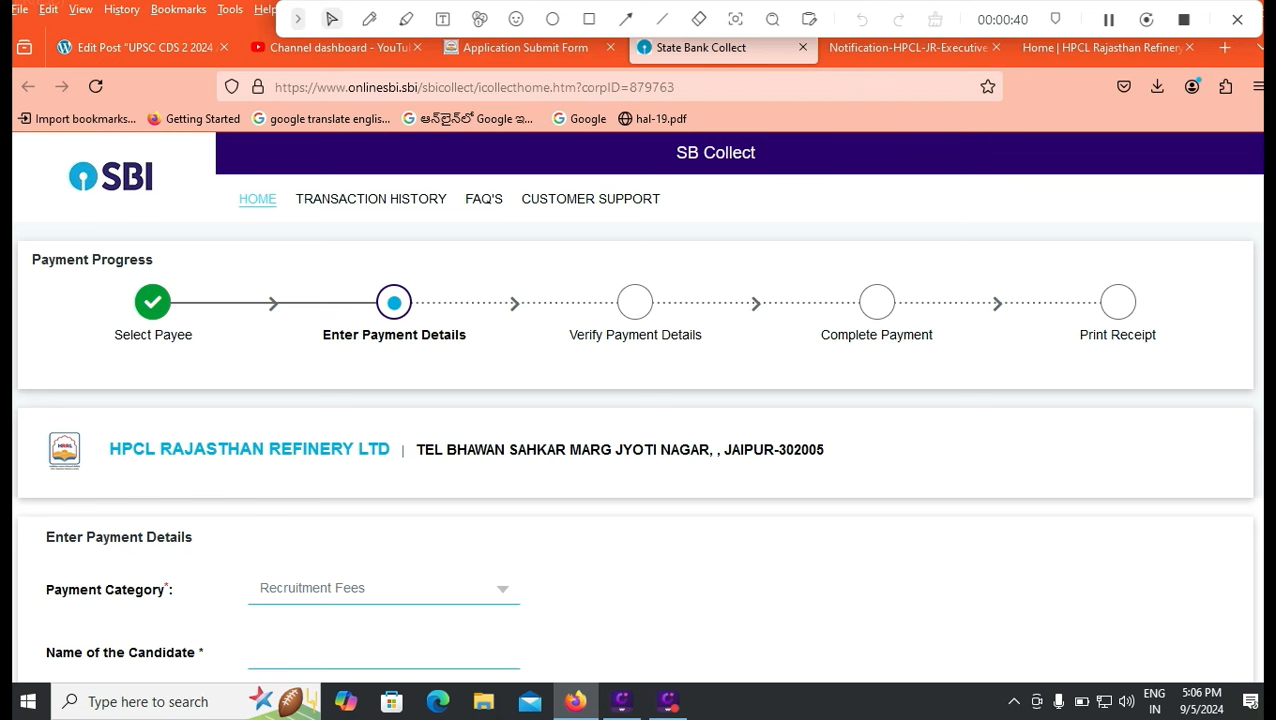 File Edit View History Bookmarks Tools Help
00:00:40
Edit Post "UPSC CDS 2 2024
Channel dashboard - YouTu
Application Submit Form
State Bank Collect
Notification-HPCL-JR-Executive
Home | HPCL Rajasthan Refiner
https://www.onlinesbi.sbi/sbicollect/icollecthome.htm?corpID=879763
Import bookmarks...
Getting Started
google translate englis...
ఆన్‌లైన్‌లో Google ఇ...
Google
hal-19.pdf
SBI
SB Collect
HOME TRANSACTION HISTORY FAQ'S CUSTOMER SUPPORT
Payment Progress
Select Payee
Enter Payment Details
Verify Payment Details
Complete Payment
Print Receipt
HPCL RAJASTHAN REFINERY LTD | TEL BHAWAN SAHKAR MARG JYOTI NAGAR, , JAIPUR-302005
Enter Payment Details
Payment Category*: Recruitment Fees
Name of the Candidate *
Type here to search
ENG
IN
5:06 PM
9/5/2024